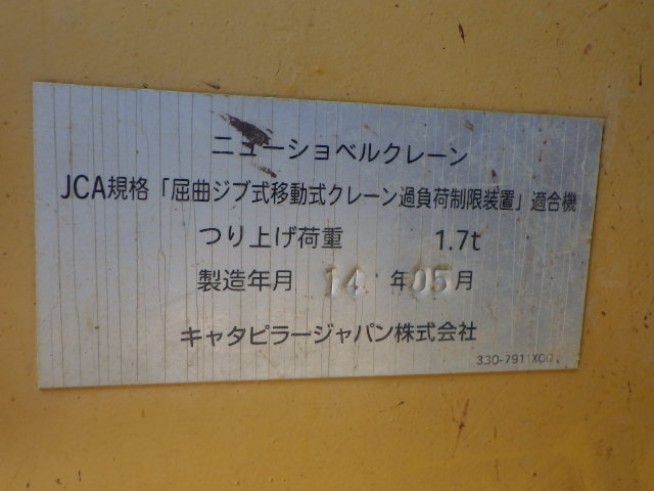 ニューショベルクレーン
JCA規格「屈曲ジブ式移動式クレーン過負荷制限装置」適合機
つり上げ荷重 1.7t
製造年月 14 年 05 月
キャタピラージャパン株式会社
330-7911X00